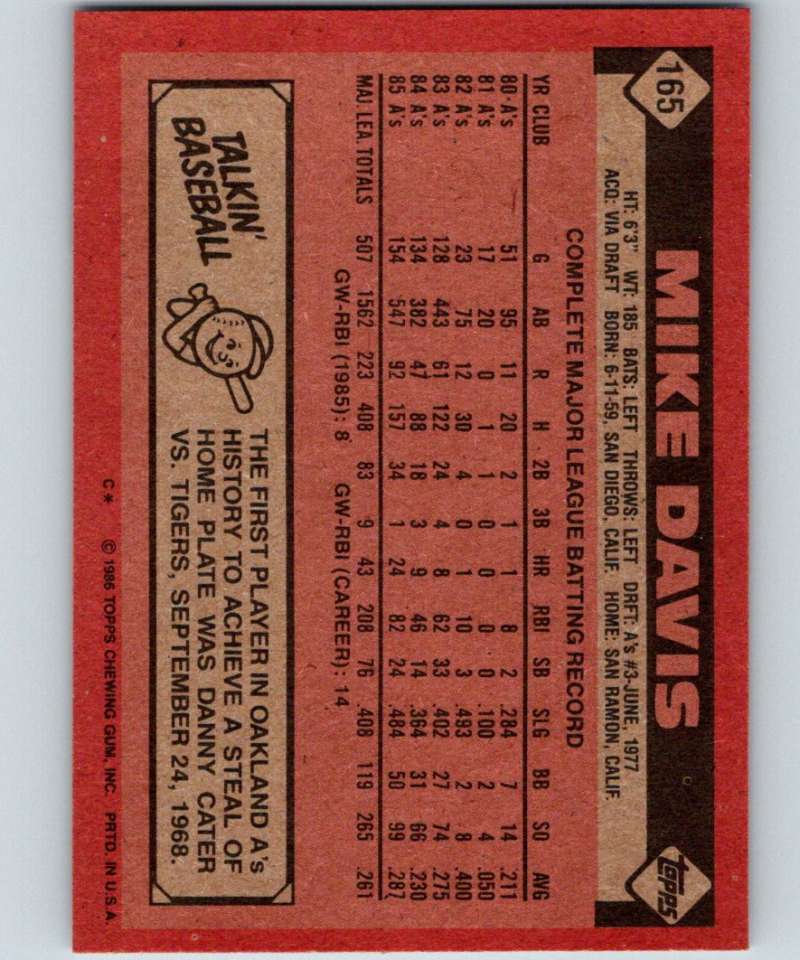 165
MIKE DAVIS
Topps
HT: 6'3" WT: 185 BATS: LEFT THROWS: LEFT DRFT: A's #3-JUNE, 1977
ACQ: VIA DRAFT BORN: 6-11-59, SAN DIEGO, CALIF. HOME: SAN RAMON, CALIF.
COMPLETE MAJOR LEAGUE BATTING RECORD
YR CLUB G AB R H 2B 3B HR RBI SB SLG BB SO AVG
80 A's 51 95 11 20 2 1 1 8 2 .284 7 14 .211
81 A's 17 20 0 1 1 0 0 0 0 .100 2 4 .050
82 A's 23 75 12 30 4 0 1 10 3 .493 2 8 .400
83 A's 128 443 61 122 24 4 8 62 33 .402 27 74 .275
84 A's 134 382 47 88 18 3 9 46 14 .364 31 66 .230
85 A's 154 547 92 157 34 1 24 82 24 .484 50 99 .287
MAJ. LEA. TOTALS 507 1562 223 408 83 9 43 208 76 .408 119 265 .261
GW-RBI (1985): 8 GW-RBI (CAREER): 14
TALKIN'
BASEBALL
THE FIRST PLAYER IN OAKLAND A's
HISTORY TO ACHIEVE A STEAL OF
HOME PLATE WAS DANNY CATER
VS. TIGERS, SEPTEMBER 24, 1968.
C* © 1986 TOPPS CHEWING GUM, INC. PRTD. IN U.S.A.